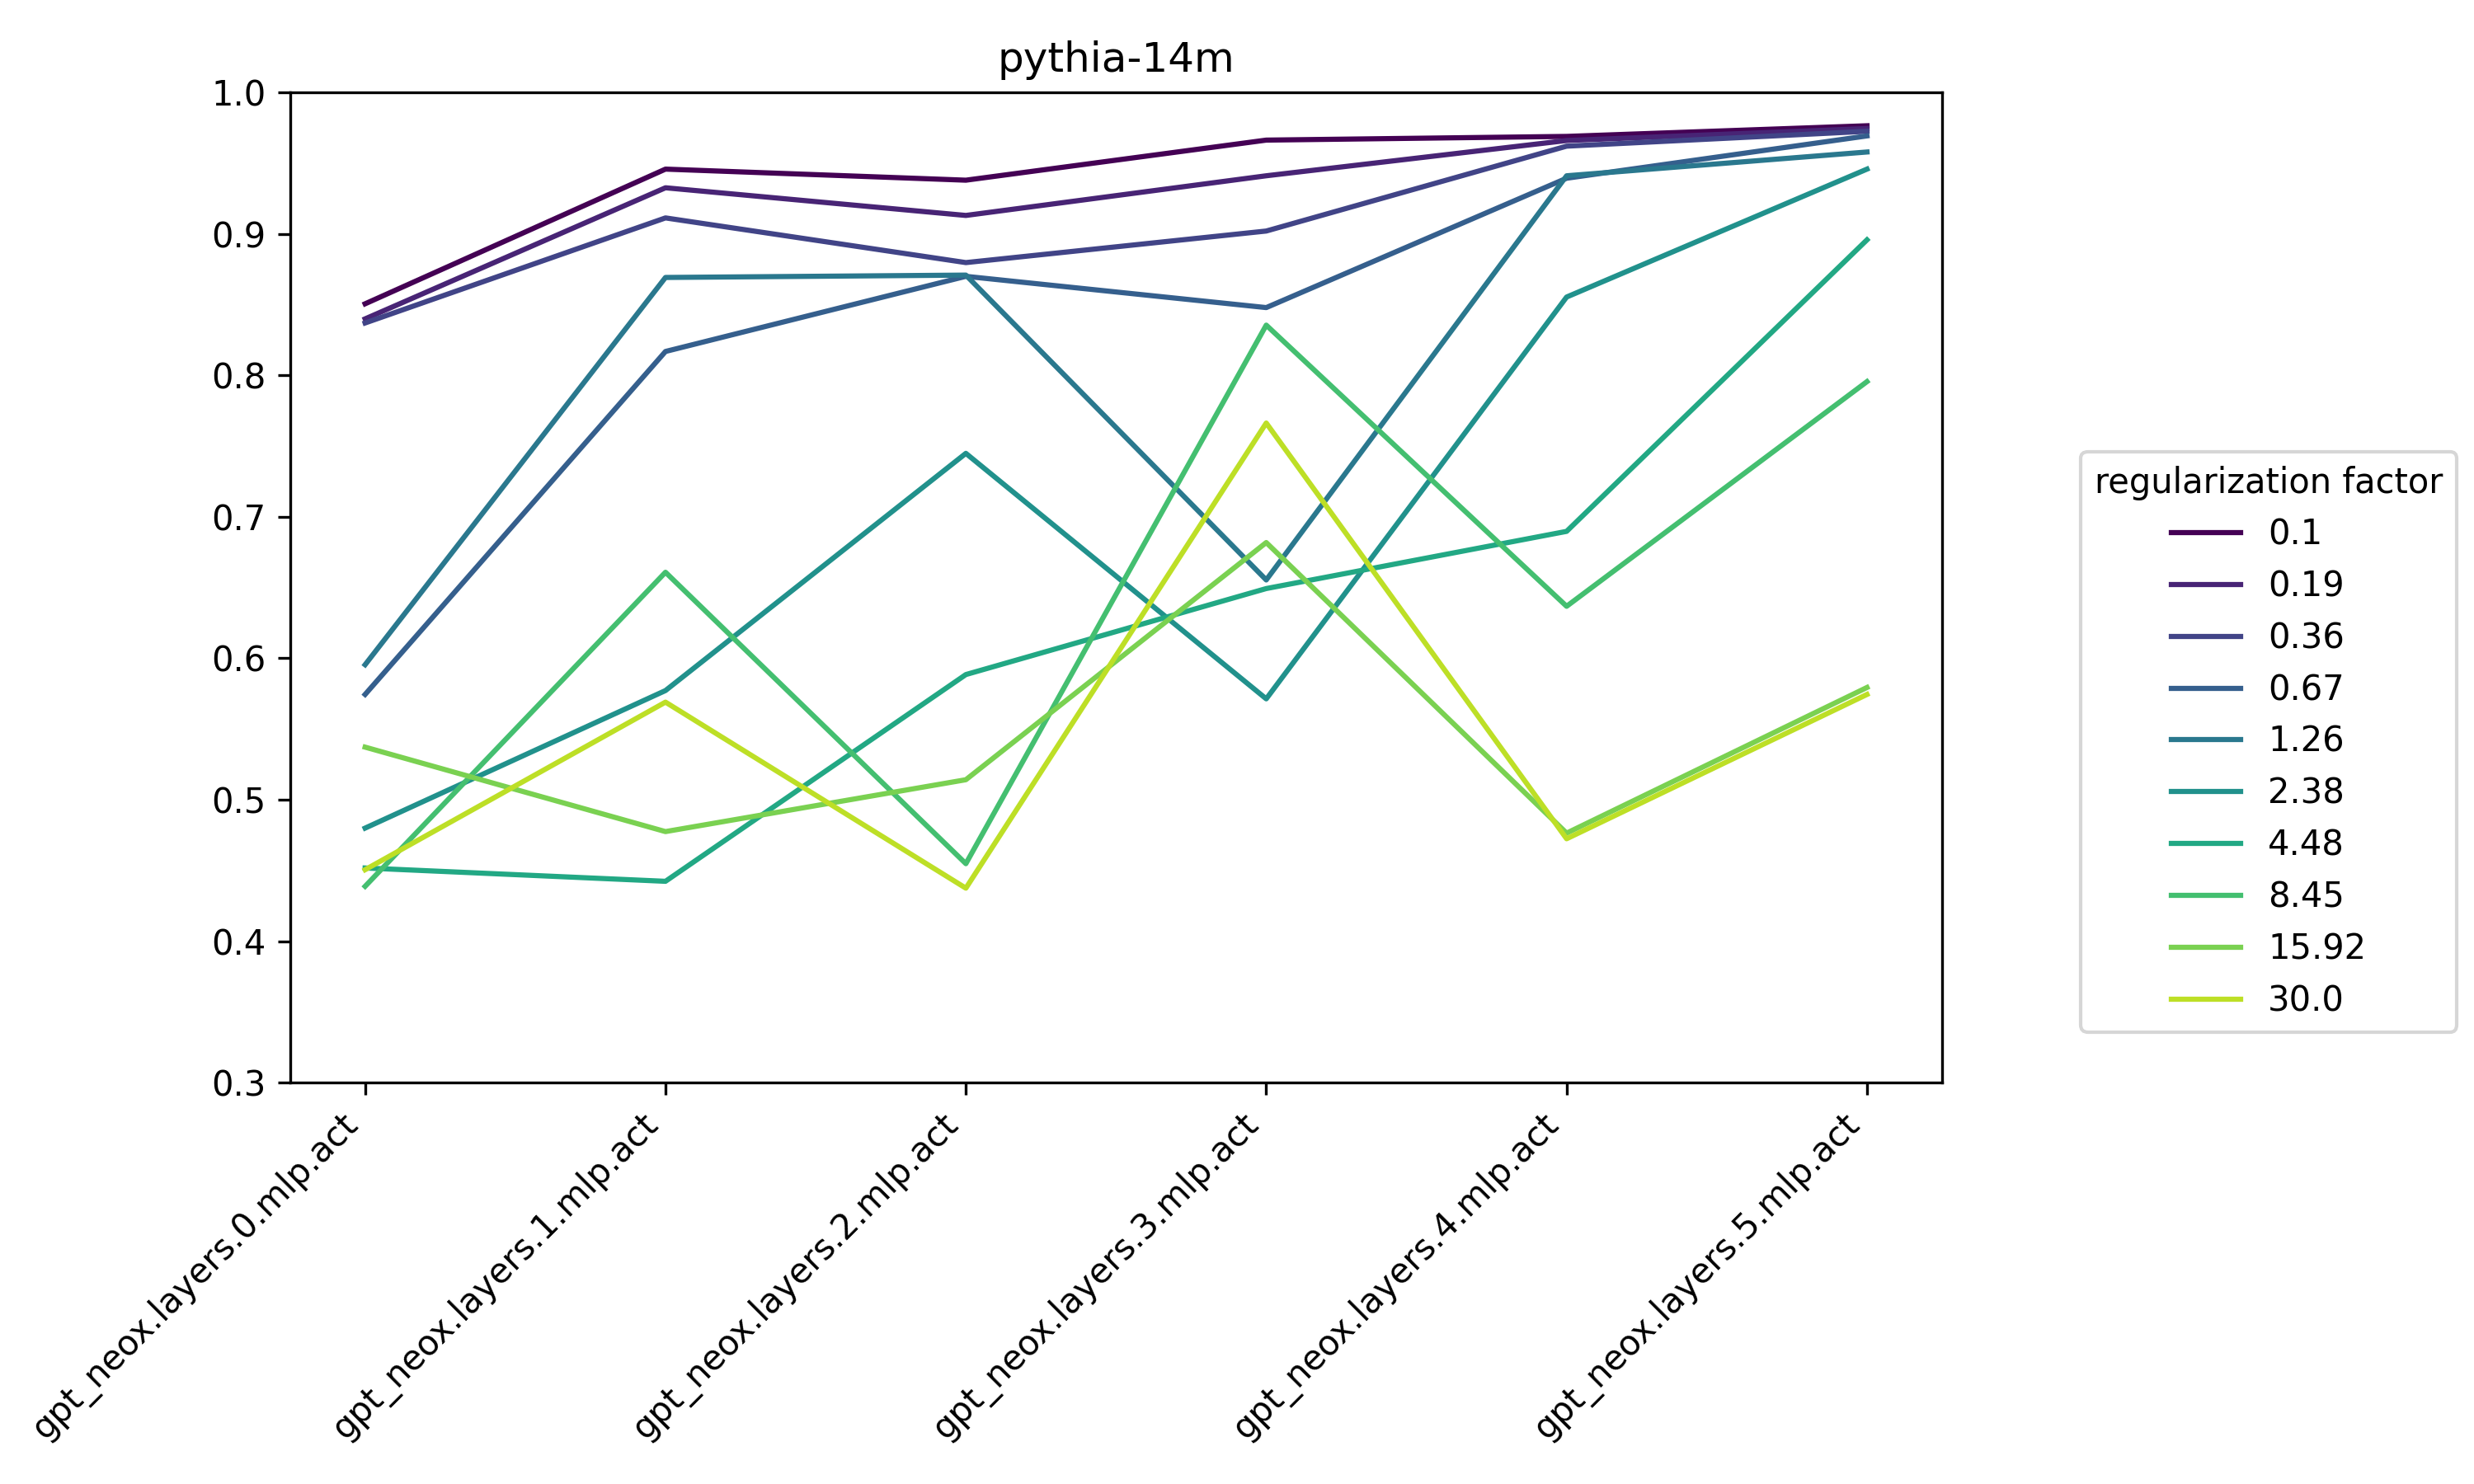 pythia-14m
1.0
0.9
0.8
0.7
0.6
0.5
0.4
0.3
gpt_neox.layers.0.mlp.act
gpt_neox.layers.1.mlp.act
gpt_neox.layers.2.mlp.act
gpt_neox.layers.3.mlp.act
gpt_neox.layers.4.mlp.act
gpt_neox.layers.5.mlp.act
regularization factor
0.1
0.19
0.36
0.67
1.26
2.38
4.48
8.45
15.92
30.0